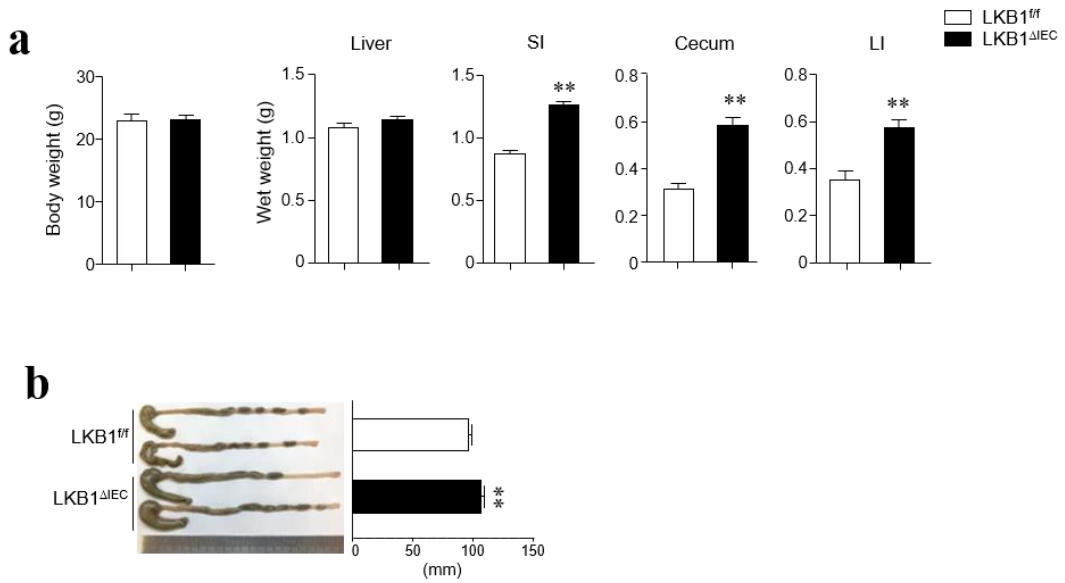 LKB1f/f
LKB1ΔIEC
a
Liver
SI
Cecum
LI
Body weight (g)
30
20
10
0
Wet weight (g)
1.5
1.0
0.5
0
1.5
1.0
0.5
0
**
0.8
0.6
0.4
0.2
0
**
0.8
0.6
0.4
0.2
0
**
b
LKB1f/f
LKB1ΔIEC
**
0 50 100 150
(mm)